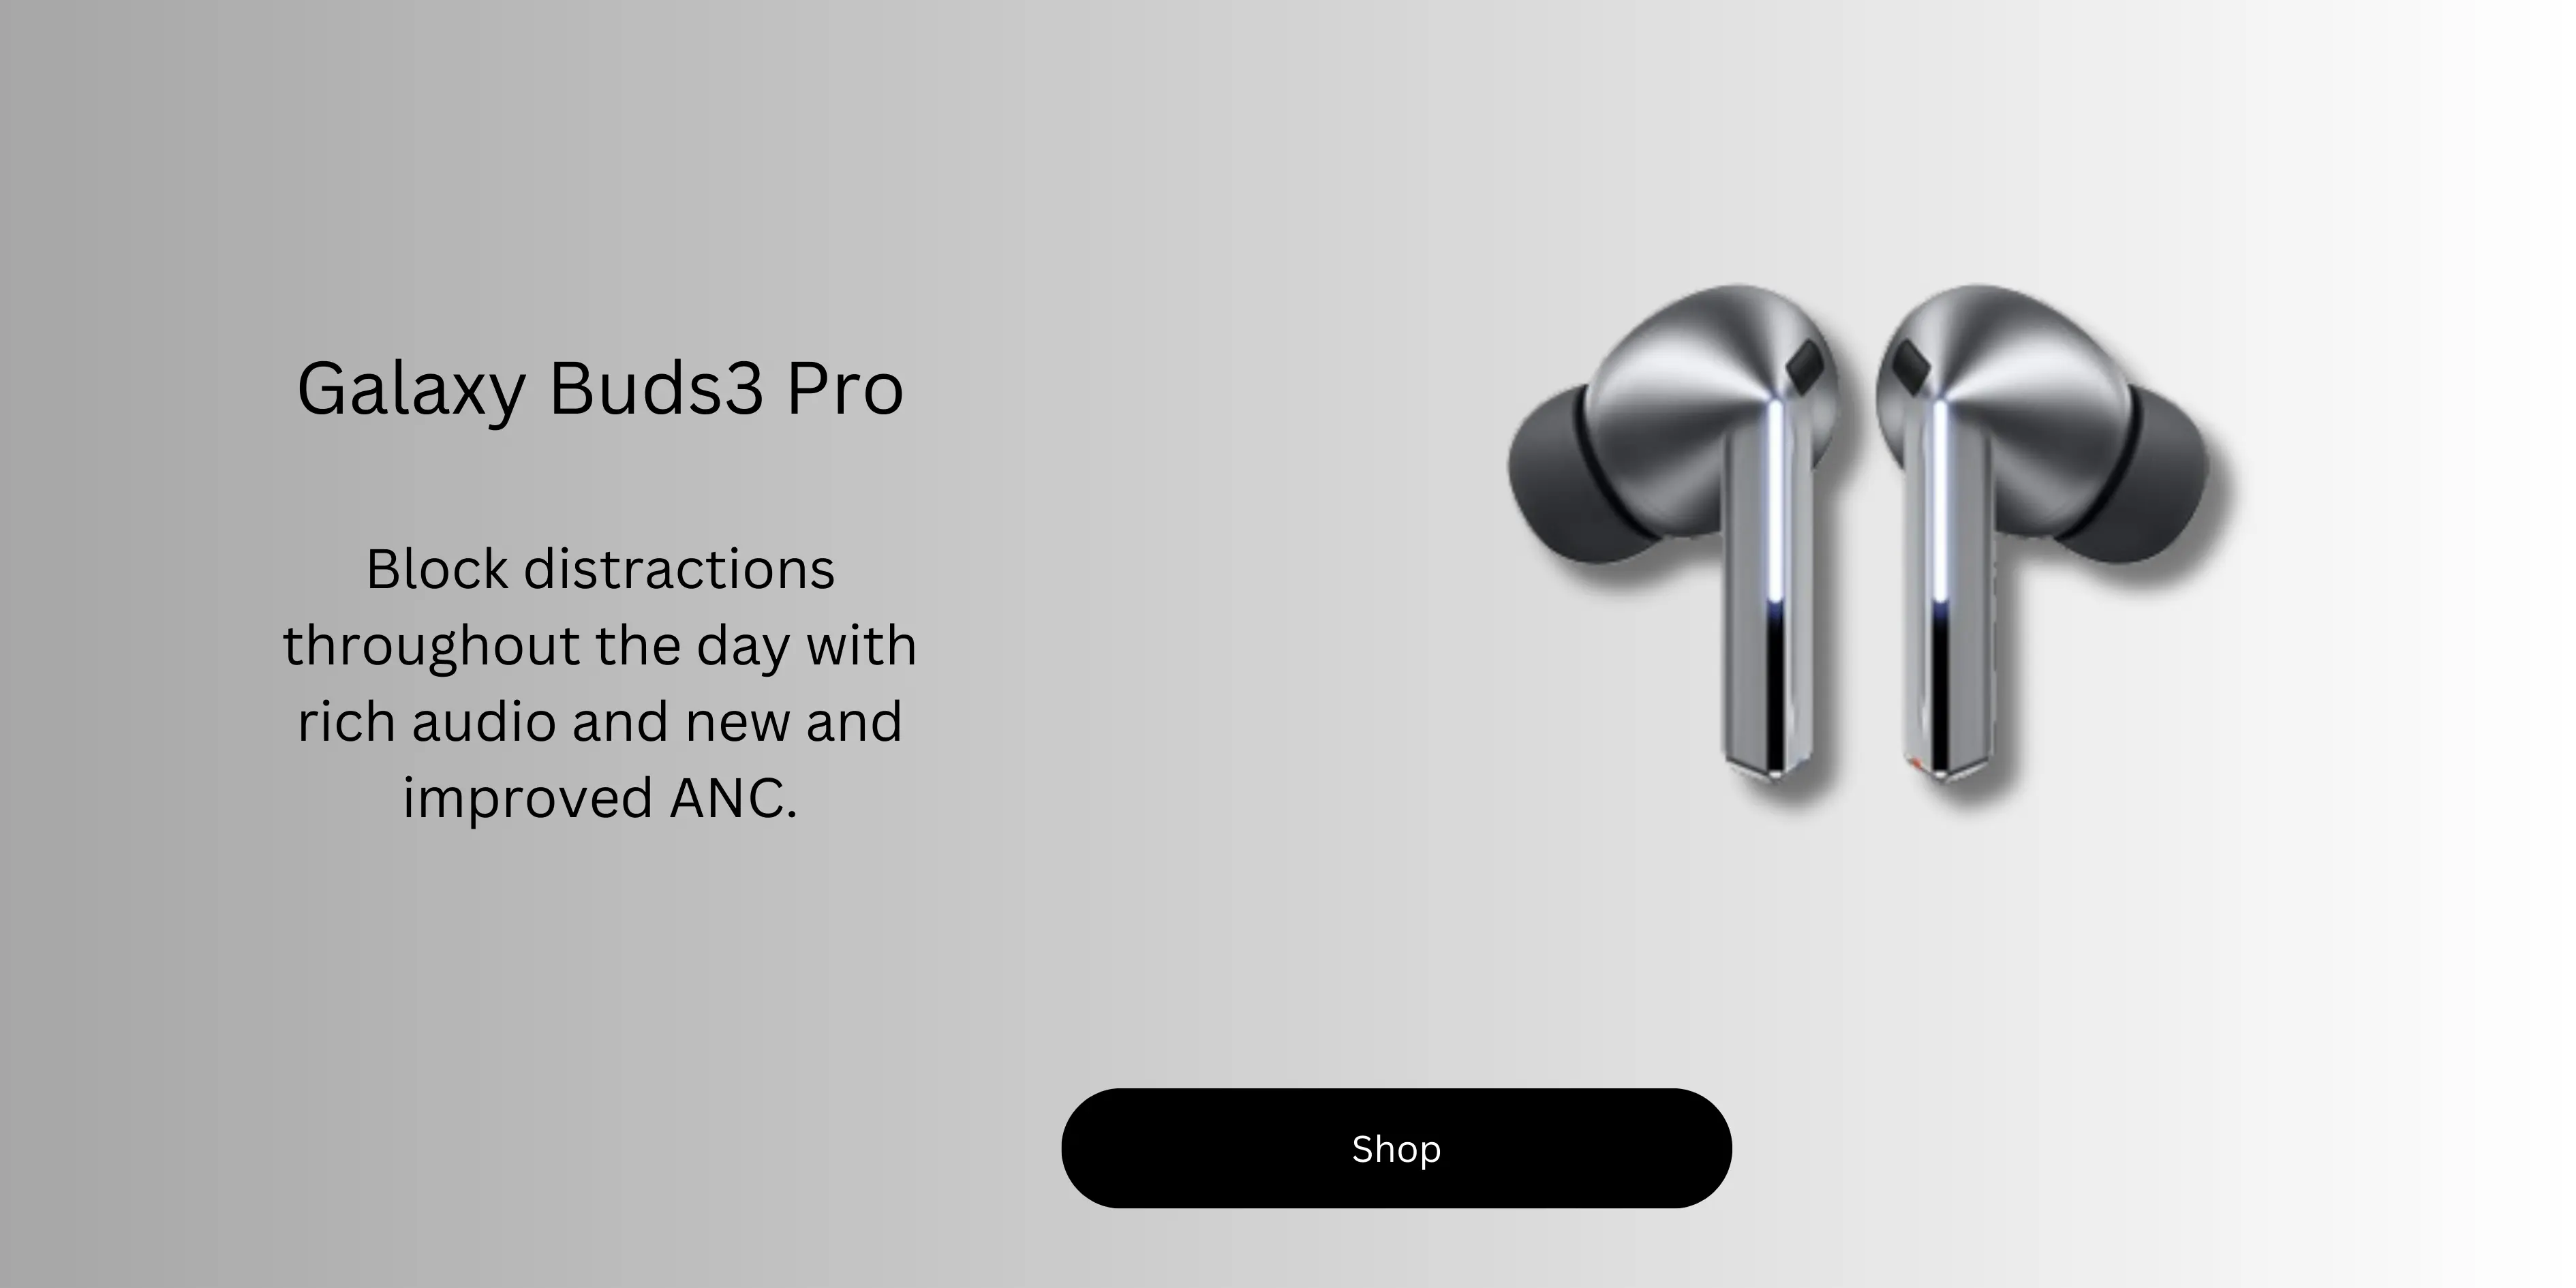 Galaxy Buds3 Pro
Block distractions
throughout the day with
rich audio and new and
improved ANC.
Shop